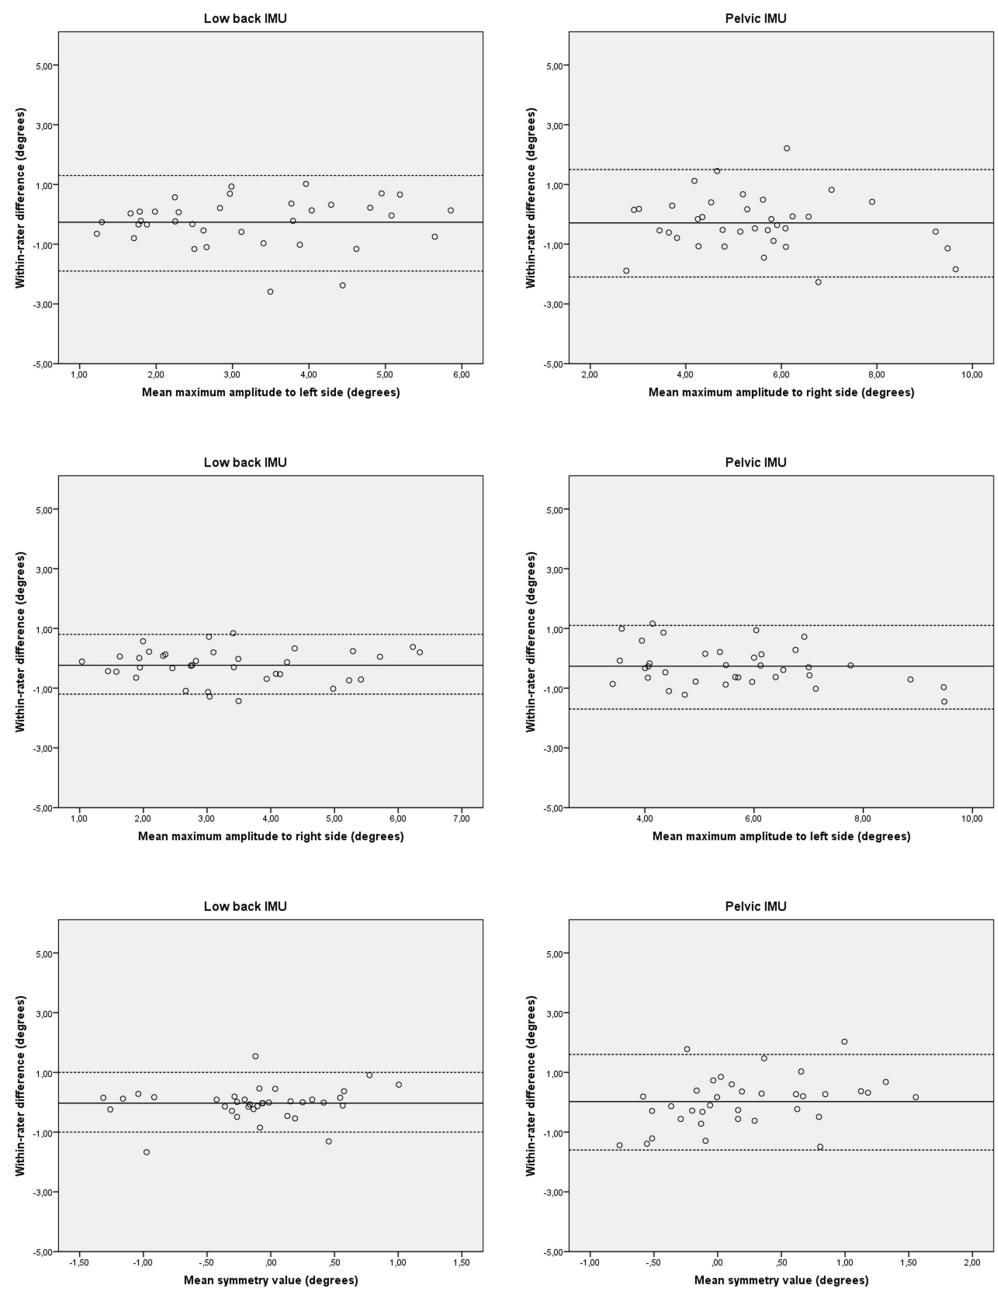 Low back IMU
Within-rater difference (degrees)
5,00
3,00
1,00
-1,00
-3,00
-5,00
1,00 2,00 3,00 4,00 5,00 6,00
Mean maximum amplitude to left side (degrees)
Pelvic IMU
Within-rater difference (degrees)
5,00
3,00
1,00
-1,00
-3,00
-5,00
2,00 4,00 6,00 8,00 10,00
Mean maximum amplitude to right side (degrees)
Low back IMU
Within-rater difference (degrees)
5,00
3,00
1,00
-1,00
-3,00
-5,00
1,00 2,00 3,00 4,00 5,00 6,00 7,00
Mean maximum amplitude to right side (degrees)
Pelvic IMU
Within-rater difference (degrees)
5,00
3,00
1,00
-1,00
-3,00
-5,00
4,00 6,00 8,00 10,00
Mean maximum amplitude to left side (degrees)
Low back IMU
Within-rater difference (degrees)
5,00
3,00
1,00
-1,00
-3,00
-5,00
-1,50 -1,00 -,50 ,00 ,50 1,00 1,50
Mean symmetry value (degrees)
Pelvic IMU
Within-rater difference (degrees)
5,00
3,00
1,00
-1,00
-3,00
-5,00
-1,00 -,50 ,00 ,50 1,00 1,50 2,00
Mean symmetry value (degrees)